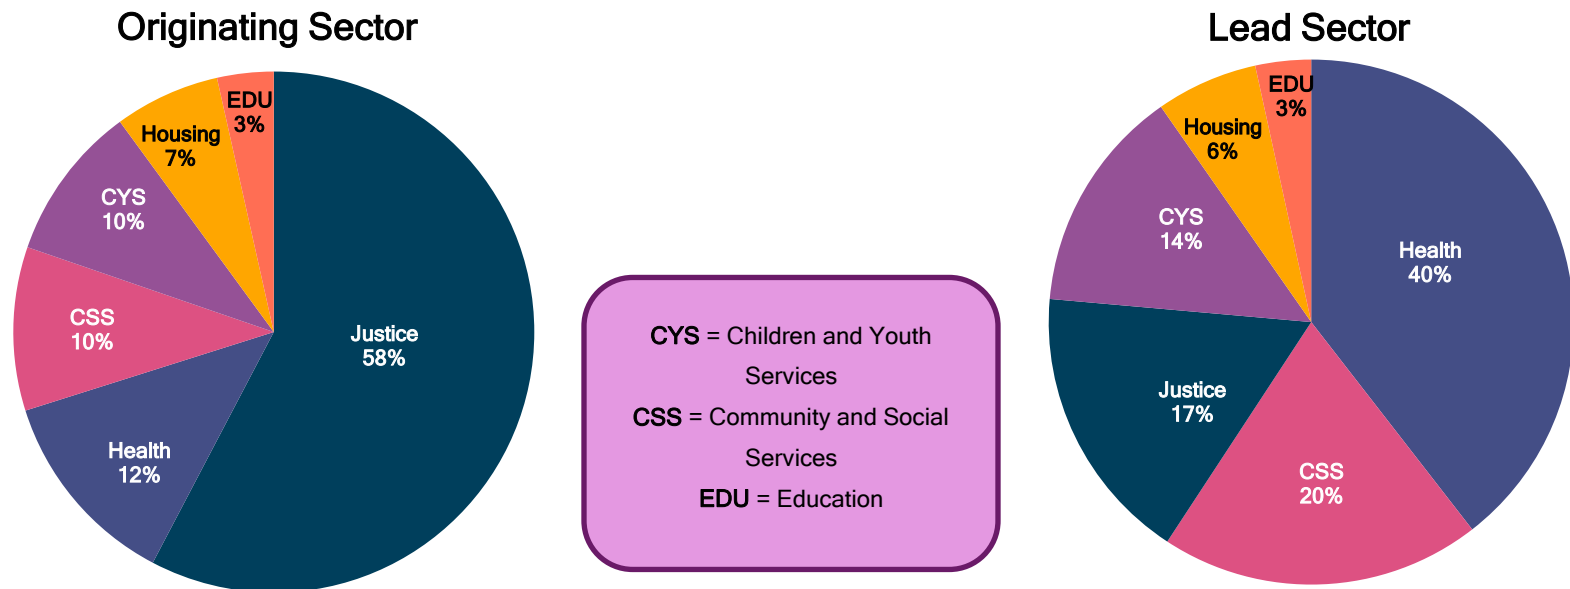 Originating Sector
EDU
3%
Housing
7%
CYS
10%
CSS
10%
Health
12%
Justice
58%
CYS = Children and Youth
Services
CSS = Community and Social
Services
EDU = Education
Lead Sector
EDU
3%
Housing
6%
CYS
14%
Health
40%
Justice
17%
CSS
20%